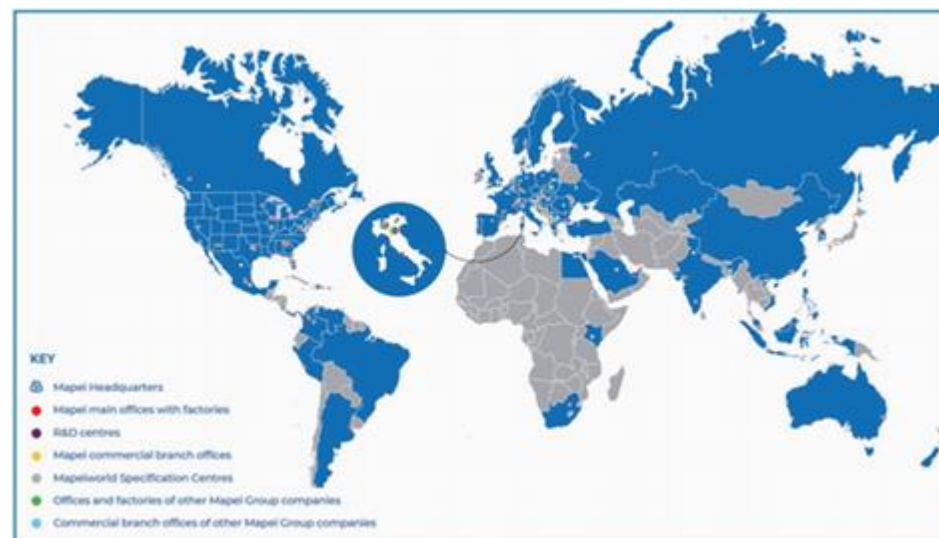 KEY
Mapei Headquarters
Mapei main offices with factories
R&D centres
Mapei commercial branch offices
Mapeiworld Specification Centres
Offices and factories of other Mapei Group companies
Commercial branch offices of other Mapei Group companies